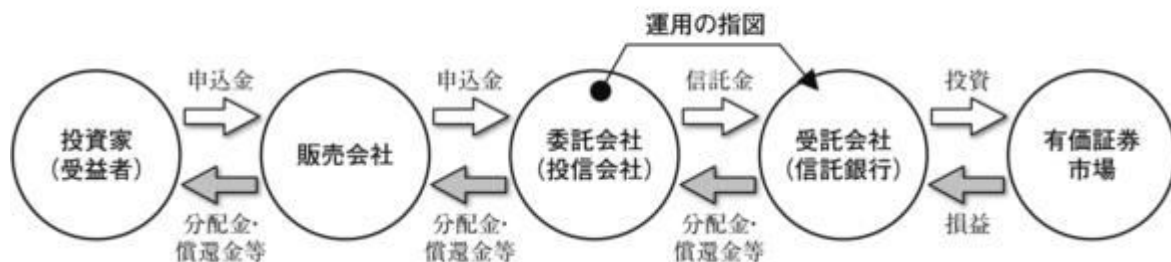 運用の指図
申込金
申込金
信託金
投資
投資家
(受益者)
販売会社
委託会社
(投信会社)
受託会社
(信託銀行)
有価証券
市場
分配金・
償還金等
分配金・
償還金等
分配金・
償還金等
損益